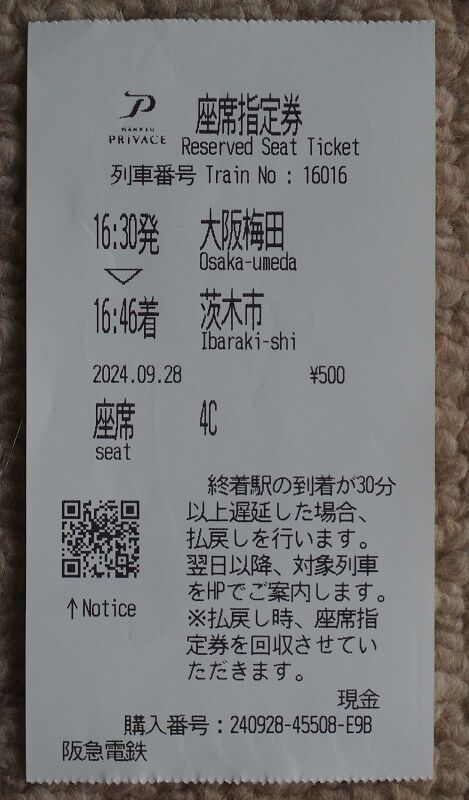 座席指定券
HANKYU
PRiVACE
Reserved Seat Ticket
列車番号 Train No : 16016
16:30発 大阪梅田
Osaka-umeda
16:46着 茨木市
Ibaraki-shi
2024.09.28 ¥500
座席 4C
seat
終着駅の到着が30分
以上遅延した場合、
払戻しを行います。
翌日以降、対象列車
をHPでご案内します。
※払戻し時、座席指
定券を回収させてい
ただきます。
↑Notice
現金
購入番号：240928-45508-E9B
阪急電鉄